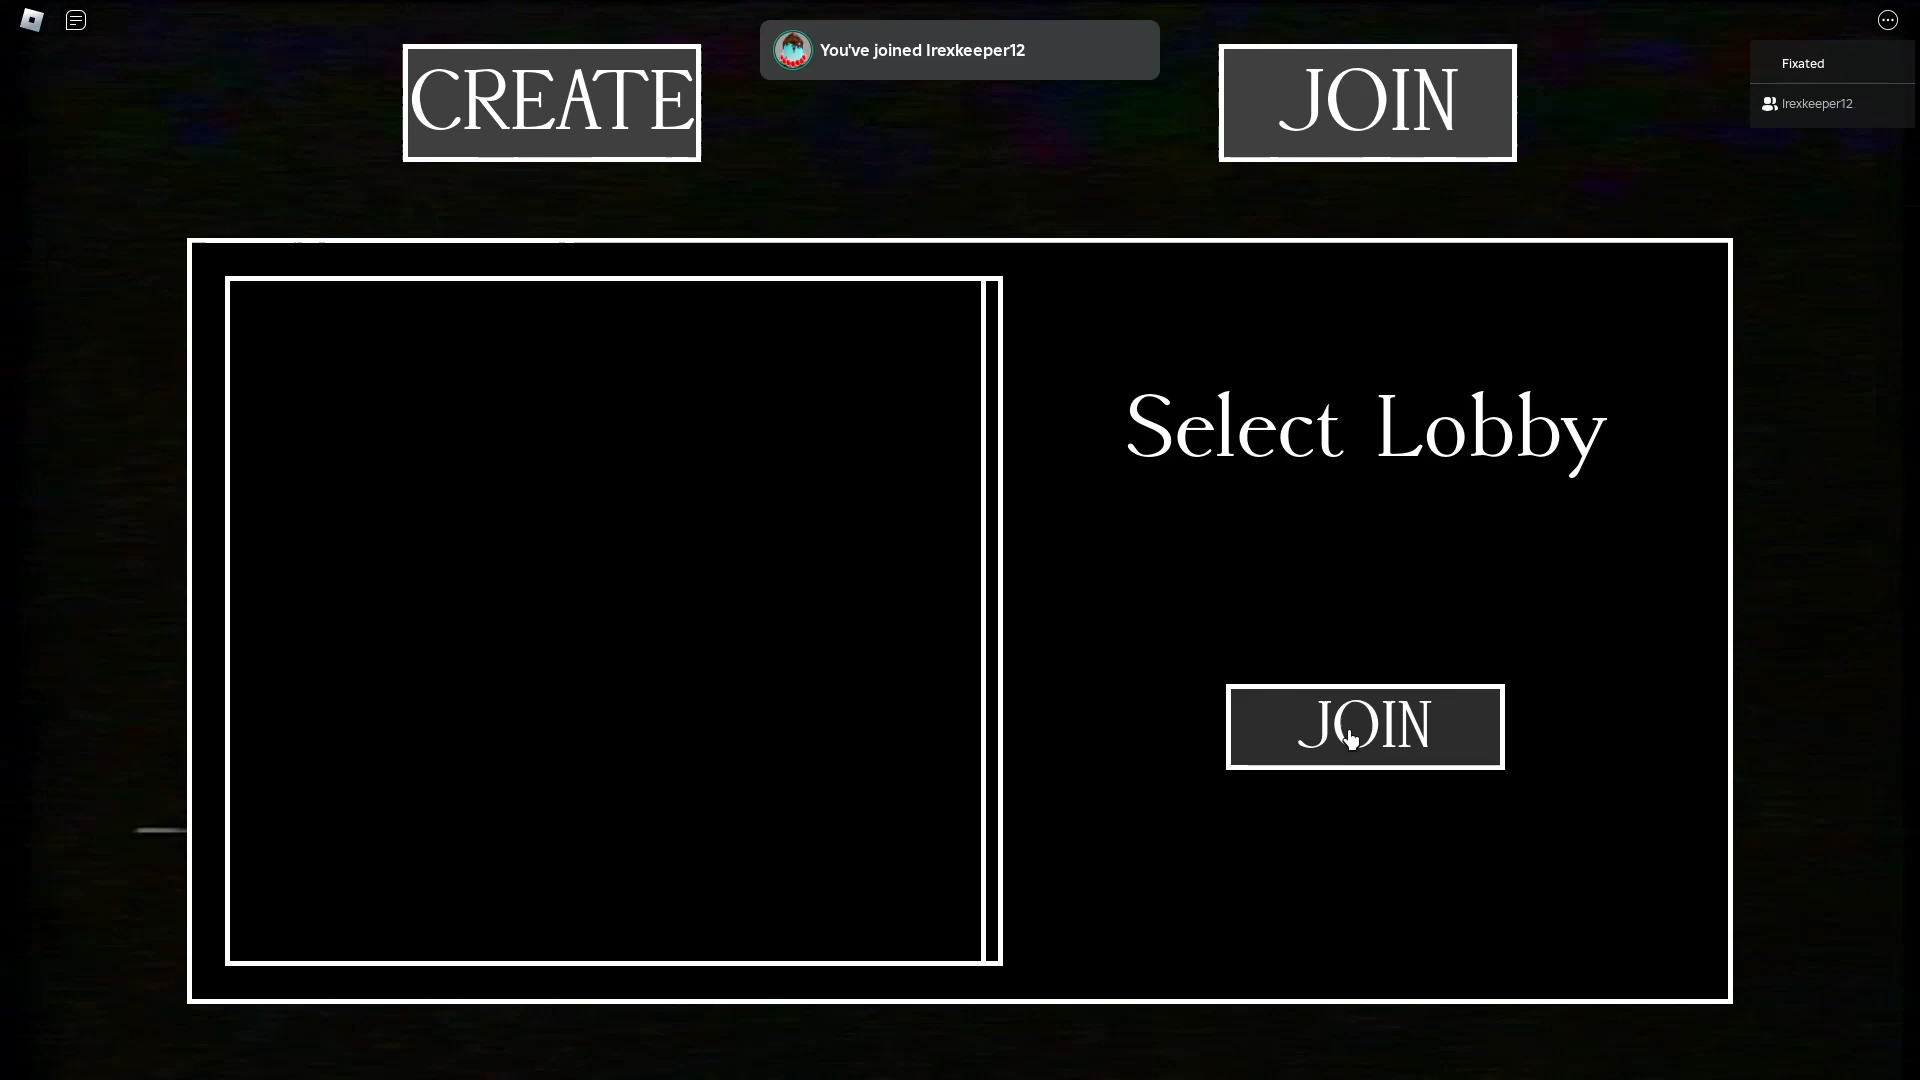 You've joined Irexkeeper12
CREATE
JOIN
Fixated
Irexkeeper12
Select Lobby
JOIN